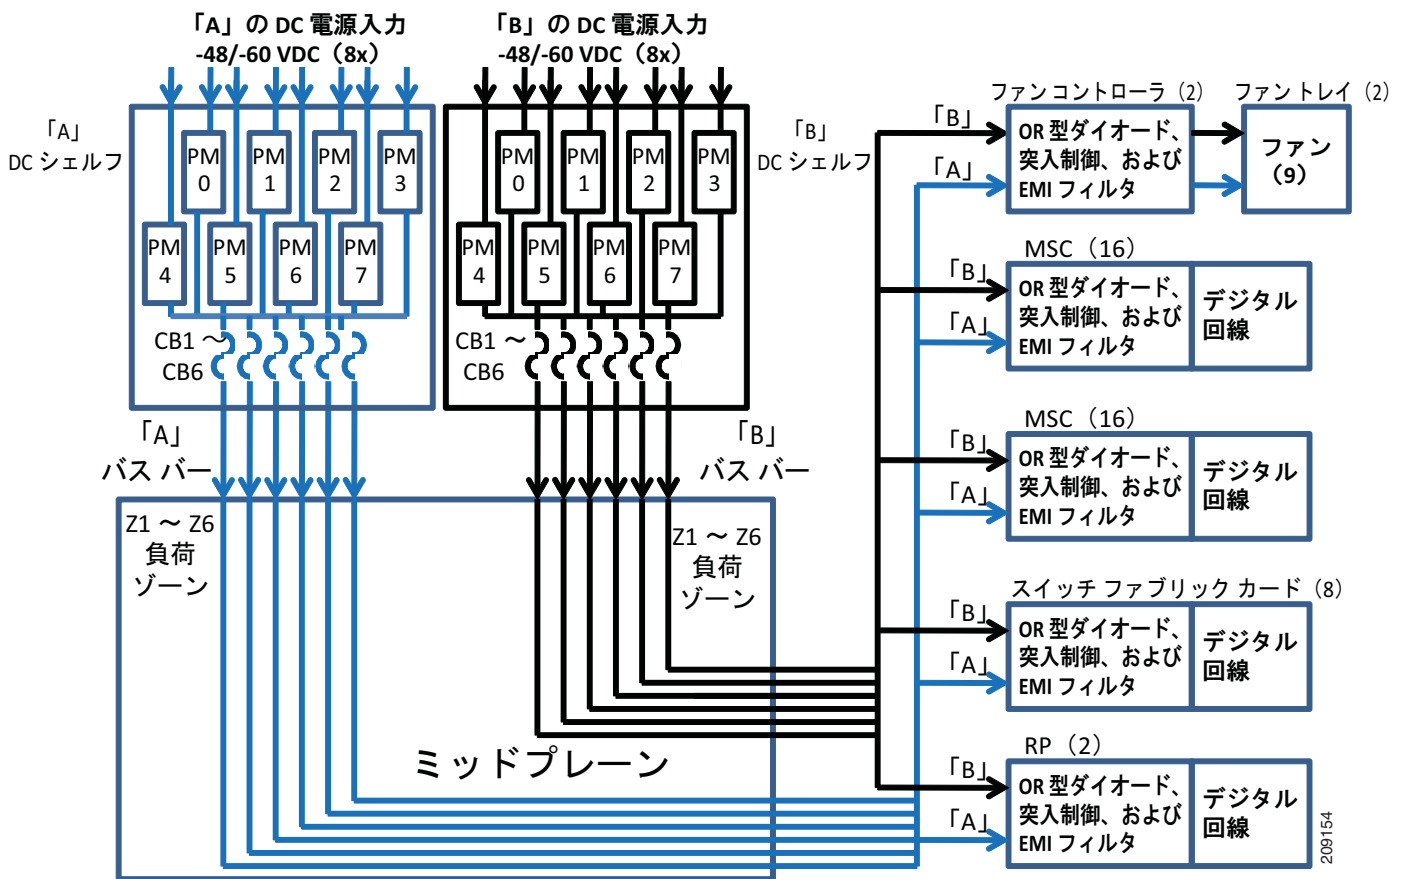 「A」の DC 電源入力
-48/-60 VDC（8x）
「B」の DC 電源入力
-48/-60 VDC（8x）
「A」
DC シェルフ
PM
0
PM
1
PM
2
PM
3
PM
4
PM
5
PM
6
PM
7
CB1 ～
CB6
「B」
DC シェルフ
PM
0
PM
1
PM
2
PM
3
PM
4
PM
5
PM
6
PM
7
CB1 ～
CB6
「A」
バス バー
「B」
バス バー
Z1 ～ Z6
負荷
ゾーン
Z1 ～ Z6
負荷
ゾーン
ミッドプレーン
ファン コントローラ（2）
ファン トレイ（2）
「B」
「A」
OR 型ダイオード、
突入制御、および
EMI フィルタ
ファン
（9）
MSC（16）
「B」
「A」
OR 型ダイオード、
突入制御、および
EMI フィルタ
デジタル
回線
MSC（16）
「B」
「A」
OR 型ダイオード、
突入制御、および
EMI フィルタ
デジタル
回線
スイッチ ファブリック カード（8）
「B」
「A」
OR 型ダイオード、
突入制御、および
EMI フィルタ
デジタル
回線
RP（2）
「B」
「A」
OR 型ダイオード、
突入制御、および
EMI フィルタ
デジタル
回線
209154